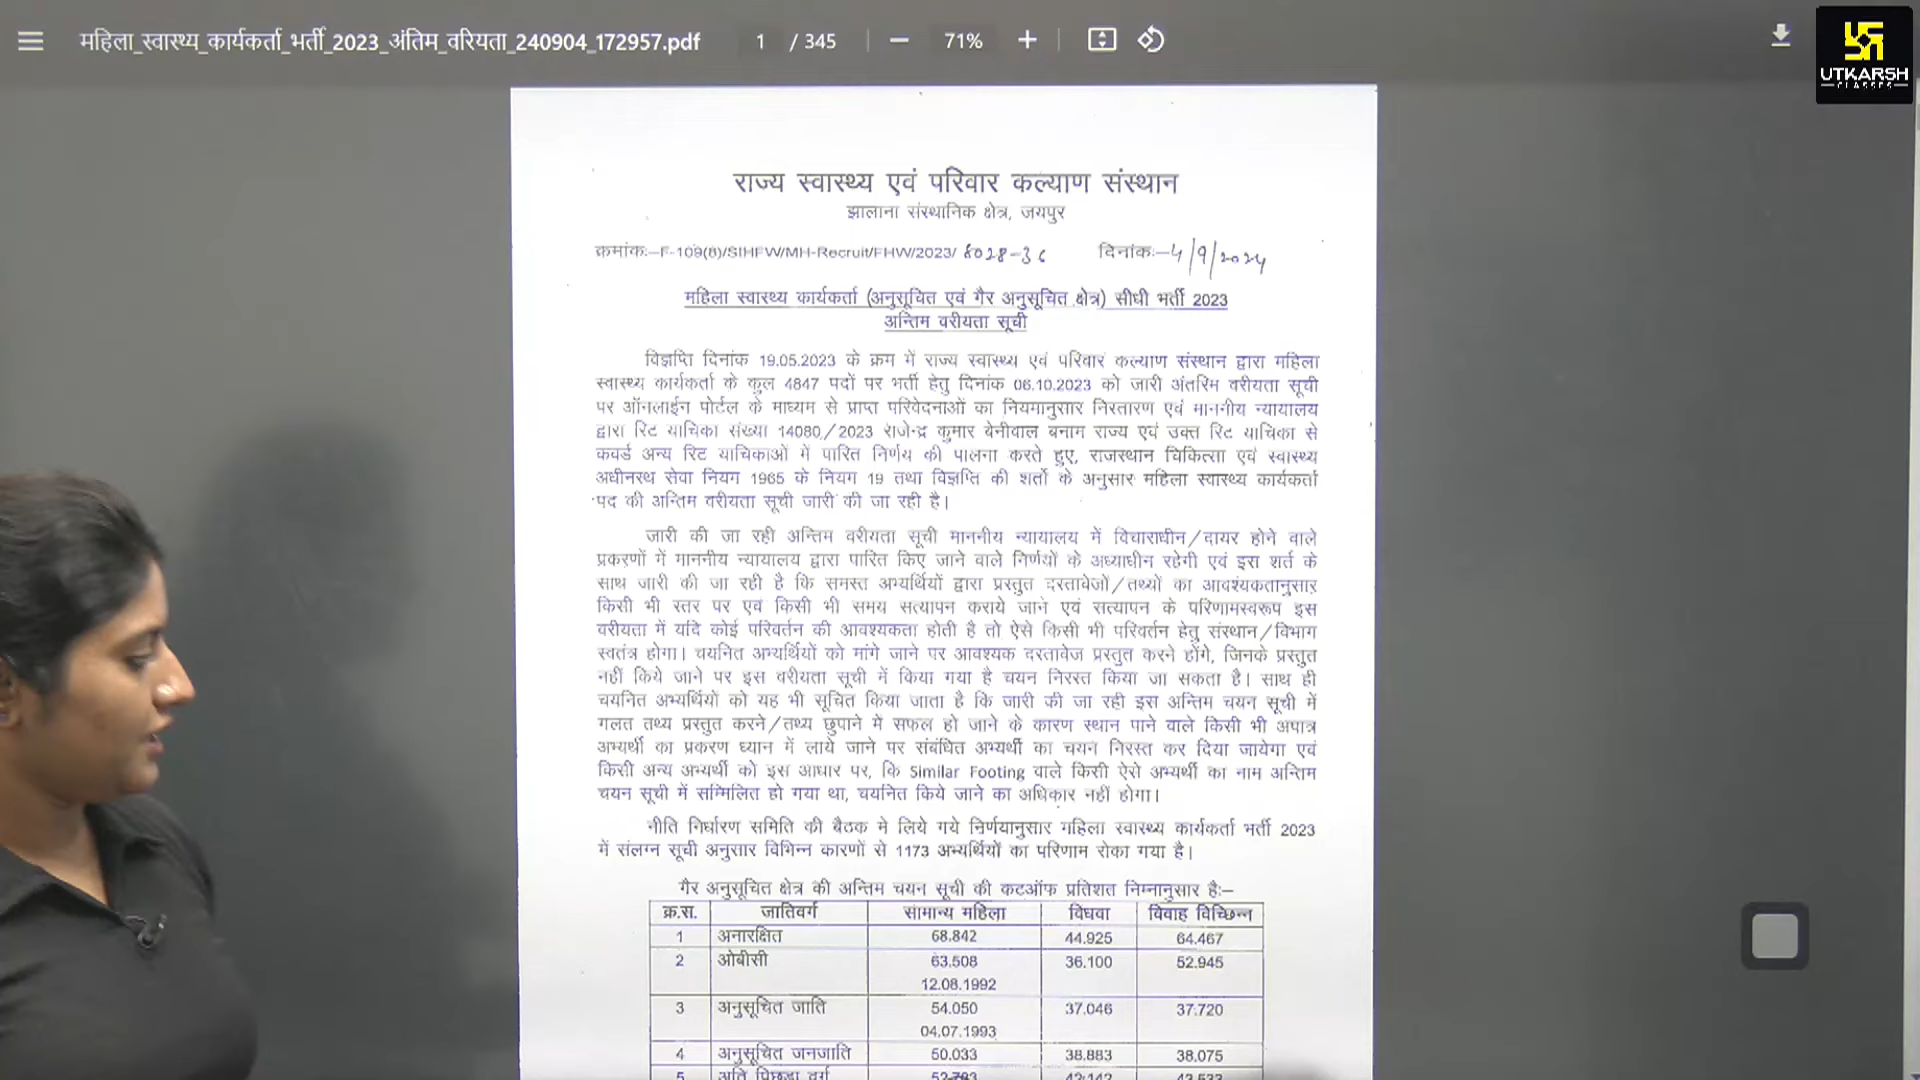 महिला_स्वास्थ्य_कार्यकर्ता_भर्ती_2023_अंतिम_वरियता_240904_172957.pdf
1 / 345
71%
UTKARSH
CLASSES
राज्य स्वास्थ्य एवं परिवार कल्याण संस्थान
झालाना संस्थानिक क्षेत्र, जयपुर
क्रमांकः–F-109(8)/SIHFW/MH-Recruit/FHW/2023/ 8028-36 दिनांकः–4/9/2024
महिला स्वास्थ्य कार्यकर्ता (अनुसूचित एवं गैर अनुसूचित क्षेत्र) सीधी भर्ती 2023
अन्तिम वरीयता सूची
विज्ञप्ति दिनांक 19.05.2023 के क्रम में राज्य स्वास्थ्य एवं परिवार कल्याण संस्थान द्वारा महिला
स्वास्थ्य कार्यकर्ता के कुल 4847 पदों पर भर्ती हेतु दिनांक 06.10.2023 को जारी अंतरिम वरीयता सूची
पर ऑनलाईन पोर्टल के माध्यम से प्राप्त परिवेदनाओं का नियमानुसार निस्तारण एवं माननीय न्यायालय
द्वारा रिट याचिका संख्या 14080/2023 राजेन्द्र कुमार बेनीवाल बनाम राज्य एवं उक्त रिट याचिका से
कवर्ड अन्य रिट याचिकाओं में पारित निर्णय की पालना करते हुए, राजस्थान चिकित्सा एवं स्वास्थ्य
अधीनस्थ सेवा नियम 1965 के नियम 19 तथा विज्ञप्ति की शर्तो के अनुसार महिला स्वास्थ्य कार्यकर्ता
पद की अन्तिम वरीयता सूची जारी की जा रही है।
जारी की जा रही अन्तिम वरीयता सूची माननीय न्यायालय में विचाराधीन/दायर होने वाले
प्रकरणों में माननीय न्यायालय द्वारा पारित किए जाने वाले निर्णयों के अध्याधीन रहेगी एवं इस शर्त के
साथ जारी की जा रही है कि समस्त अभ्यर्थियों द्वारा प्रस्तुत दस्तावेजों/तथ्यों का आवश्यकतानुसार
किसी भी स्तर पर एवं किसी भी समय सत्यापन कराये जाने एवं सत्यापन के परिणामस्वरूप इस
वरीयता में यदि कोई परिवर्तन की आवश्यकता होती है तो ऐसे किसी भी परिवर्तन हेतु संस्थान/विभाग
स्वतंत्र होगा। चयनित अभ्यर्थियों को मांगे जाने पर आवश्यक दस्तावेज प्रस्तुत करने होंगे, जिनके प्रस्तुत
नहीं किये जाने पर इस वरीयता सूची में किया गया है चयन निरस्त किया जा सकता है। साथ ही
चयनित अभ्यर्थियों को यह भी सूचित किया जाता है कि जारी की जा रही इस अन्तिम चयन सूची में
गलत तथ्य प्रस्तुत करने/तथ्य छुपाने में सफल हो जाने के कारण स्थान पाने वाले किसी भी अपात्र
अभ्यर्थी का प्रकरण ध्यान में लाये जाने पर संबंधित अभ्यर्थी का चयन निरस्त कर दिया जायेगा एवं
किसी अन्य अभ्यर्थी को इस आधार पर, कि Similar Footing वाले किसी ऐसे अभ्यर्थी का नाम अन्तिम
चयन सूची में सम्मिलित हो गया था, चयनित किये जाने का अधिकार नहीं होगा।
नीति निर्धारण समिति की बैठक मे लिये गये निर्णयानुसार महिला स्वास्थ्य कार्यकर्ता भर्ती 2023
में संलग्न सूची अनुसार विभिन्न कारणों से 1173 अभ्यर्थियों का परिणाम रोका गया है।
गैर अनुसूचित क्षेत्र की अन्तिम चयन सूची की कटऑफ प्रतिशत निम्नानुसार है:–
क्र.स. जातिवर्ग सामान्य महिला विधवा विवाह विच्छिन्न
1 अनारक्षित 68.842 44.925 64.467
2 ओबीसी 63.508 36.100 52.945
12.08.1992
3 अनुसूचित जाति 54.050 37.046 37.720
04.07.1993
4 अनुसूचित जनजाति 50.033 38.883 38.075
5 अति पिछडा वर्ग